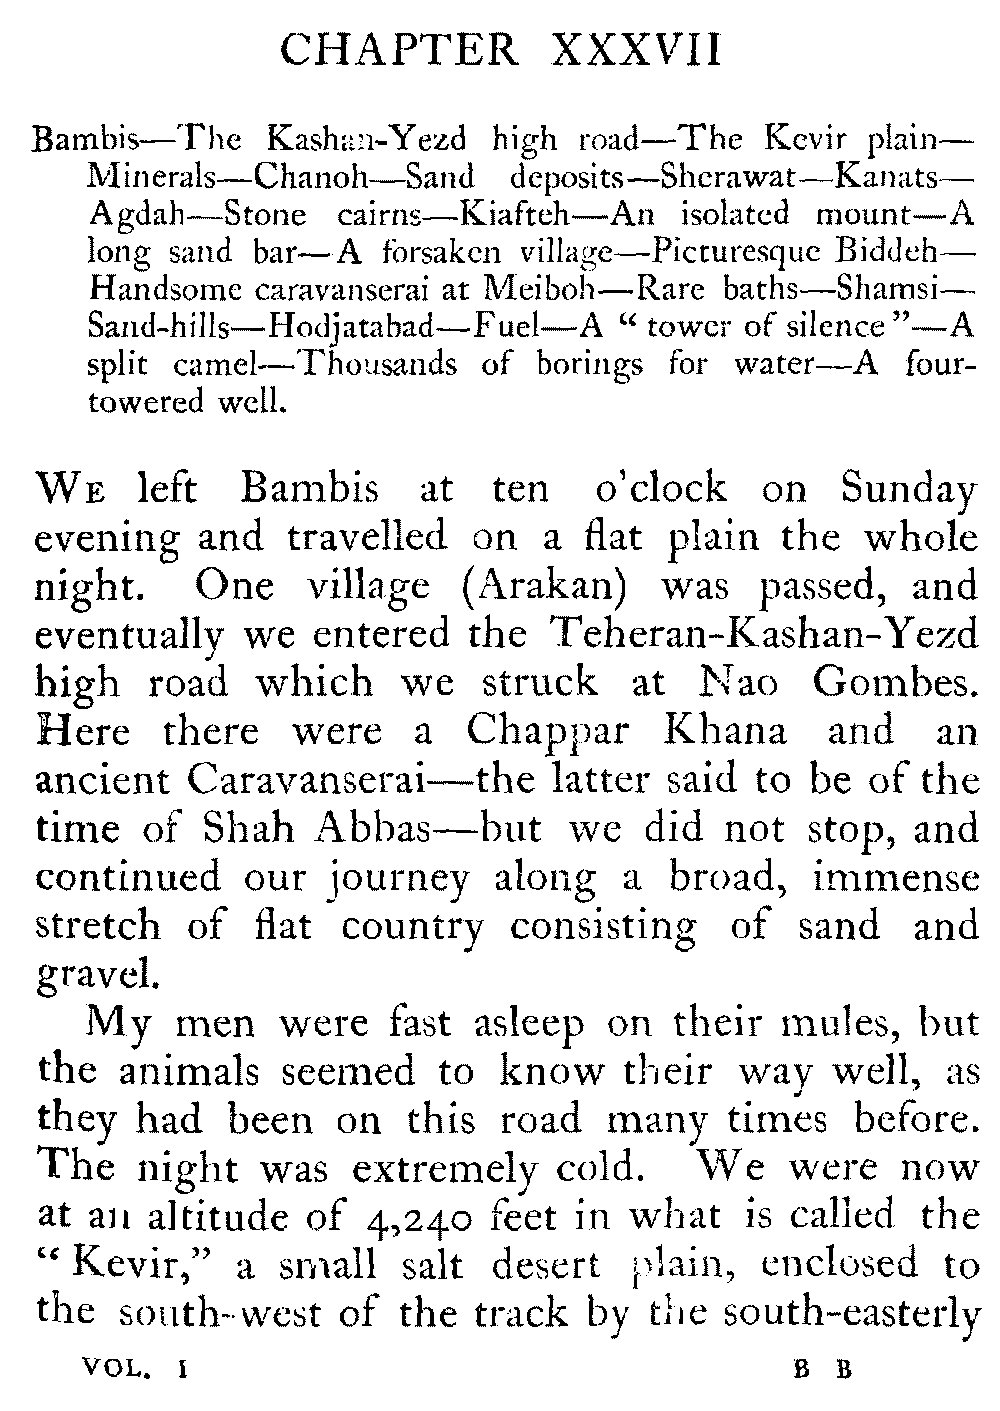 CHAPTER XXXVII
Bambis—The Kashan-Yezd high road—The Kevir plain—
Minerals—Chanoh—Sand deposits—Sherawat—Kanats—
Agdah—Stone cairns—Kiafteh—An isolated mount—A
long sand bar—A forsaken village—Picturesque Biddeh—
Handsome caravanserai at Meiboh—Rare baths—Shamsi—
Sand-hills—Hodjatabad—Fuel—A “ tower of silence ”—A
split camel—Thousands of borings for water—A four-
towered well.
WE left Bambis at ten o'clock on Sunday
evening and travelled on a flat plain the whole
night. One village (Arakan) was passed, and
eventually we entered the Teheran-Kashan-Yezd
high road which we struck at Nao Gombes.
Here there were a Chappar Khana and an
ancient Caravanserai—the latter said to be of the
time of Shah Abbas—but we did not stop, and
continued our journey along a broad, immense
stretch of flat country consisting of sand and
gravel.
My men were fast asleep on their mules, but
the animals seemed to know their way well, as
they had been on this road many times before.
The night was extremely cold. We were now
at an altitude of 4,240 feet in what is called the
“ Kevir,” a small salt desert plain, enclosed to
the south-west of the track by the south-easterly
VOL. I B B